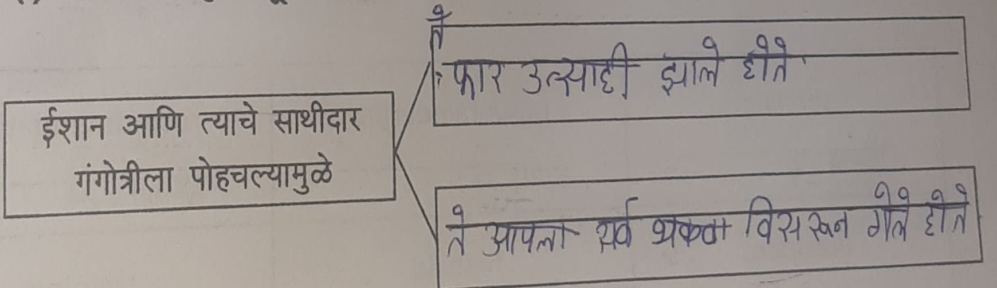 ईशान आणि त्याचे साथीदार
गंगोत्रीला पोहचल्यामुळे
ते
फार उत्साही झाले होते
ते आपला सर्व थकवा विसरून गेले होते